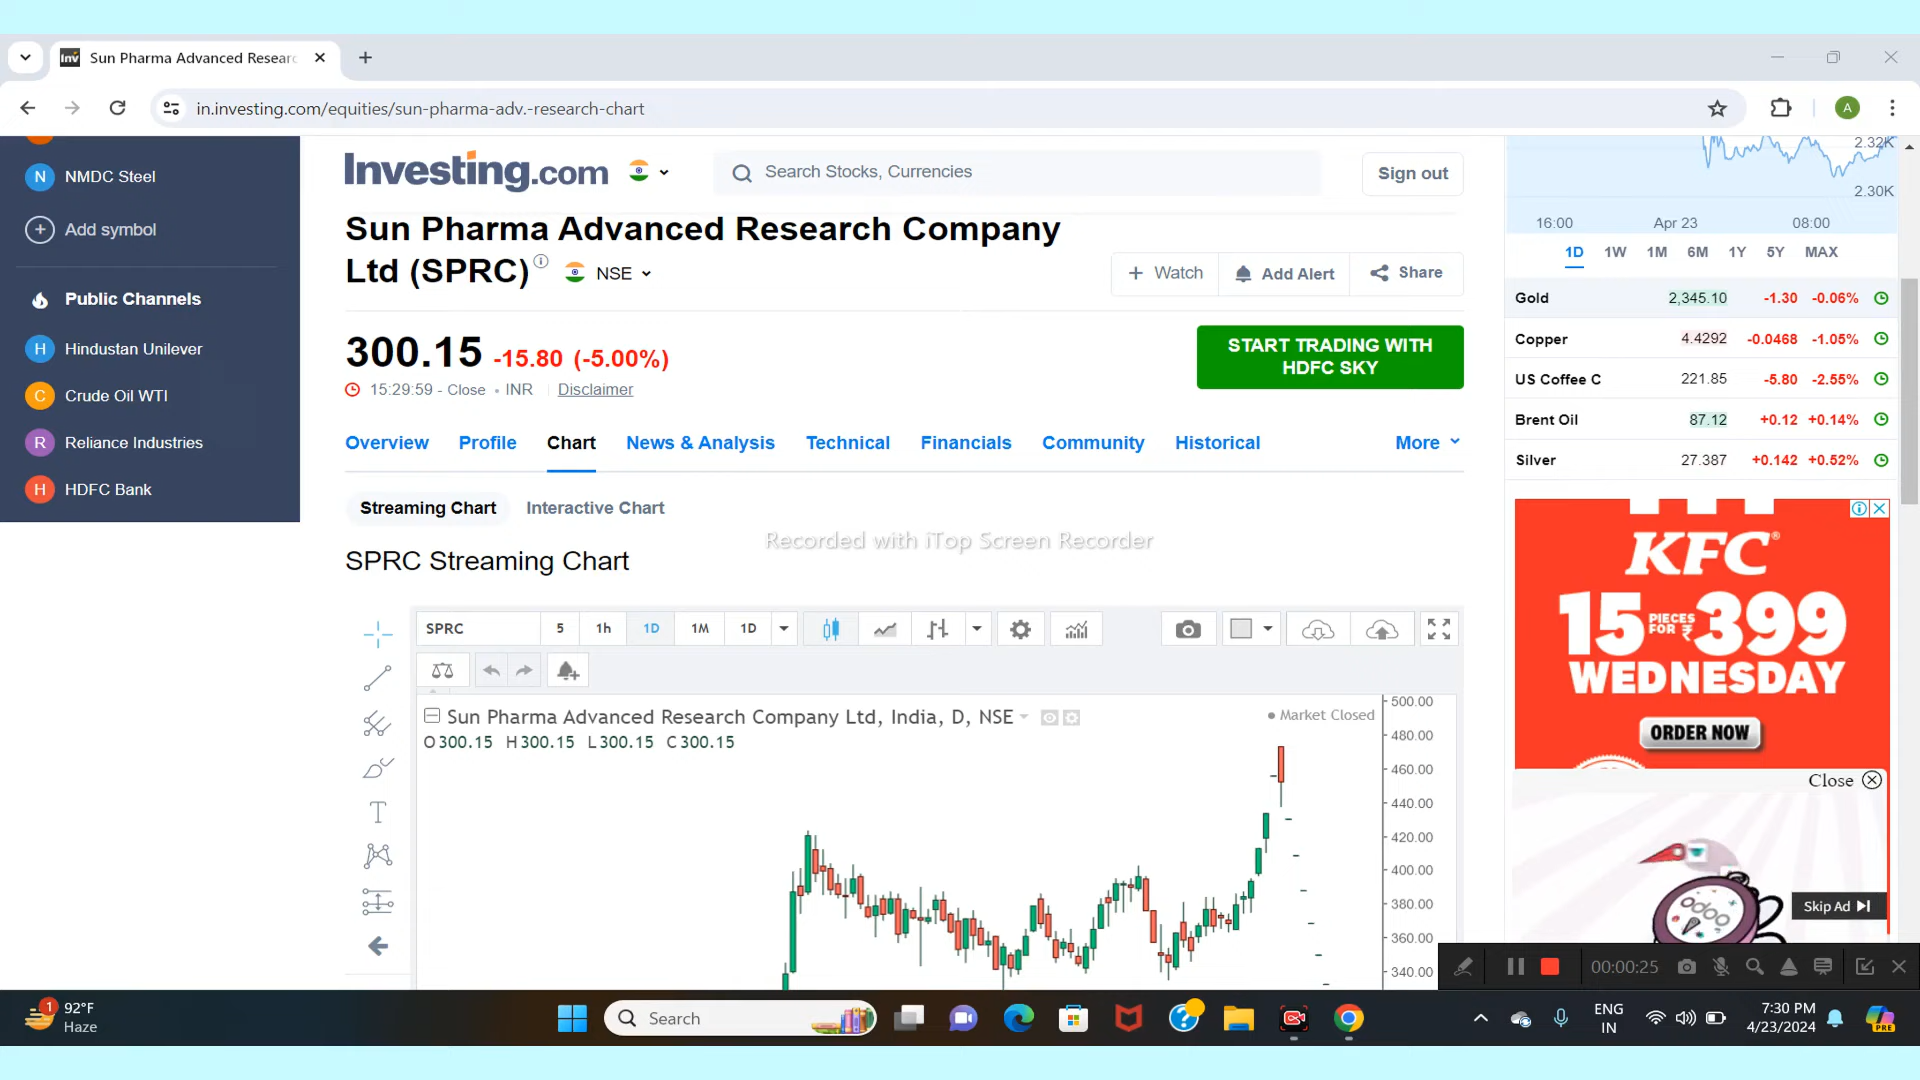 Sun Pharma Advanced Resear
in.investing.com/equities/sun-pharma-adv.-research-chart
A
N NMDC Steel
Add symbol
Public Channels
H Hindustan Unilever
C Crude Oil WTI
R Reliance Industries
H HDFC Bank
Investing.com
Search Stocks, Currencies
Sign out
Sun Pharma Advanced Research Company
Ltd (SPRC) NSE
+ Watch
Add Alert
Share
300.15 -15.80 (-5.00%)
15:29:59 - Close • INR Disclaimer
START TRADING WITH
HDFC SKY
Overview Profile Chart News & Analysis Technical Financials Community Historical More
Streaming Chart Interactive Chart
Recorded with iTop Screen Recorder
SPRC Streaming Chart
SPRC 5 1h 1D 1M 1D
Sun Pharma Advanced Research Company Ltd, India, D, NSE
Market Closed
O 300.15 H 300.15 L 300.15 C 300.15
500.00
480.00
460.00
440.00
420.00
400.00
380.00
360.00
340.00
2.32K
2.30K
16:00 Apr 23 08:00
1D 1W 1M 6M 1Y 5Y MAX
Gold 2,345.10 -1.30 -0.06%
Copper 4.4292 -0.0468 -1.05%
US Coffee C 221.85 -5.80 -2.55%
Brent Oil 87.12 +0.12 +0.14%
Silver 27.387 +0.142 +0.52%
KFC®
15 PIECES FOR ₹399
WEDNESDAY
ORDER NOW
Close
odoo
Skip Ad
00:00:25
1
92°F
Haze
Search
ENG
IN
7:30 PM
4/23/2024
PRE